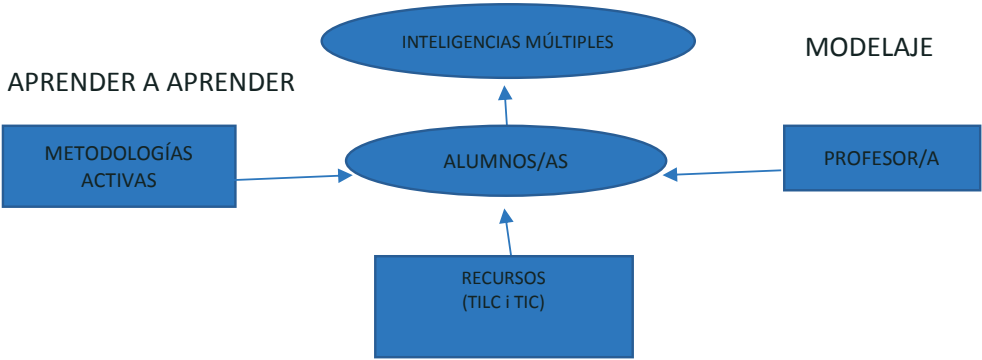 INTELIGENCIAS MÚLTIPLES
MODELAJE
APRENDER A APRENDER
METODOLOGÍAS
ACTIVAS
ALUMNOS/AS
PROFESOR/A
RECURSOS
(TILC i TIC)